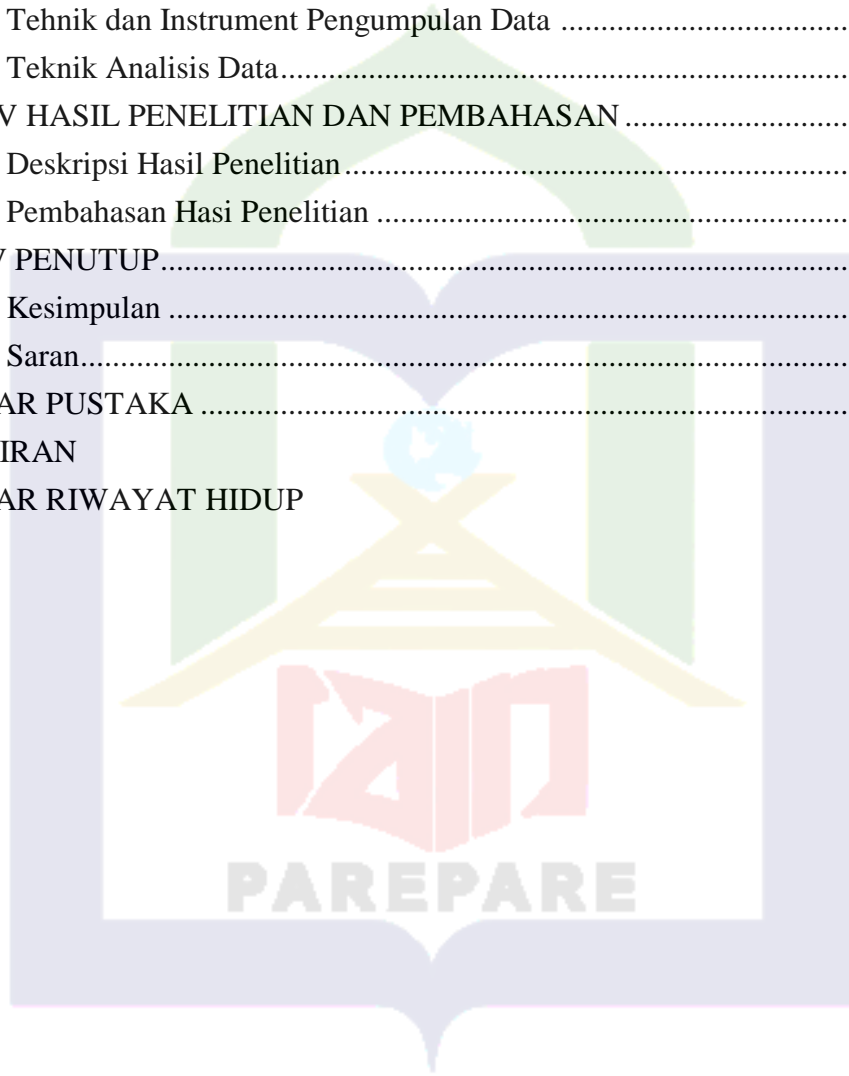 Tehnik dan Instrument Pengumpulan Data ........................................
Teknik Analisis Data........................................................................
V HASIL PENELITIAN DAN PEMBAHASAN ............................
Deskripsi Hasil Penelitian................................................................
Pembahasan Hasi Penelitian ............................................................
V PENUTUP......................................................................................
Kesimpulan ......................................................................................
Saran.................................................................................................
AR PUSTAKA .................................................................................
IRAN
AR RIWAYAT HIDUP
iain
PAREPARE